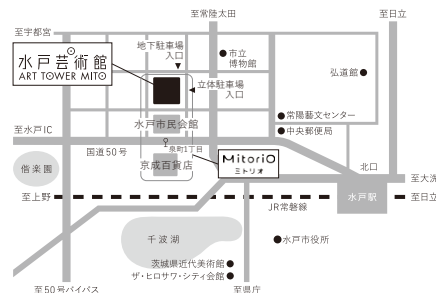 至常陸太田
至日立
至宇都宮
水戸芸術館
ART TOWER MITO
地下駐車場
入口
市立
博物館
弘道館
立体駐車場
入口
常陽藝文センター
水戸市民会館
中央郵便局
至水戸IC
国道50号
泉町1丁目
京成百貨店
MitoriO
ミトリオ
北口
偕楽園
至大洗
至上野
水戸駅
至日立
JR常磐線
千波湖
水戸市役所
茨城県近代美術館
ザ・ヒロサワ・シティ会館
至50号バイパス
至県庁